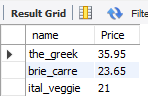 Result Grid Filte
name Price
the_greek 35.95
brie_carre 23.65
ital_veggie 21